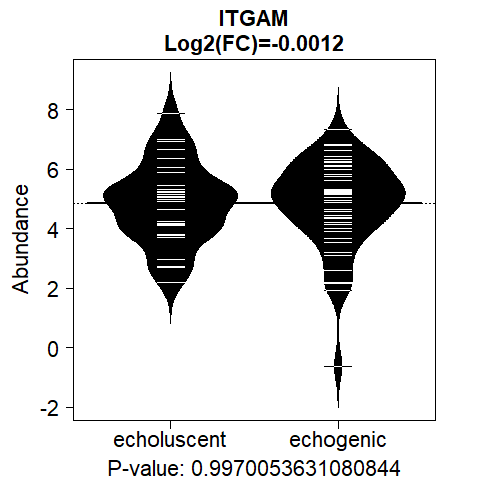 ITGAM
Log2(FC)=-0.0012
Abundance
8
6
4
2
0
-2
echoluscent echogenic
P-value: 0.9970053631080844